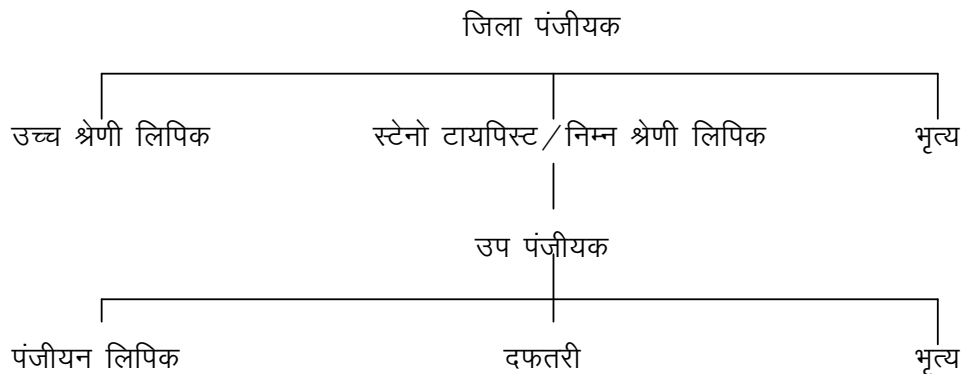 जिला पंजीयक
उच्च श्रेणी लिपिक स्टेनो टायपिस्ट/निम्न श्रेणी लिपिक भृत्य
उप पंजीयक
पंजीयन लिपिक दफतरी भृत्य